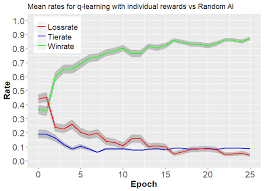 Mean rates for q-learning with individual rewards vs Random AI
Lossrate
Tierate
Winrate
Rate
1.0
0.9
0.8
0.7
0.6
0.5
0.4
0.3
0.2
0.1
0.0
0 5 10 15 20 25
Epoch